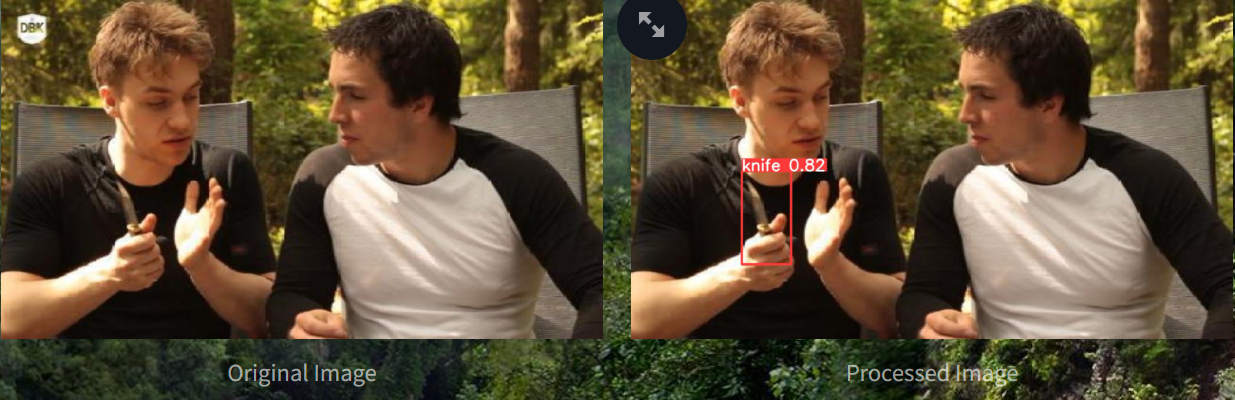 DBK
knife 0.82
Original Image
Processed Image